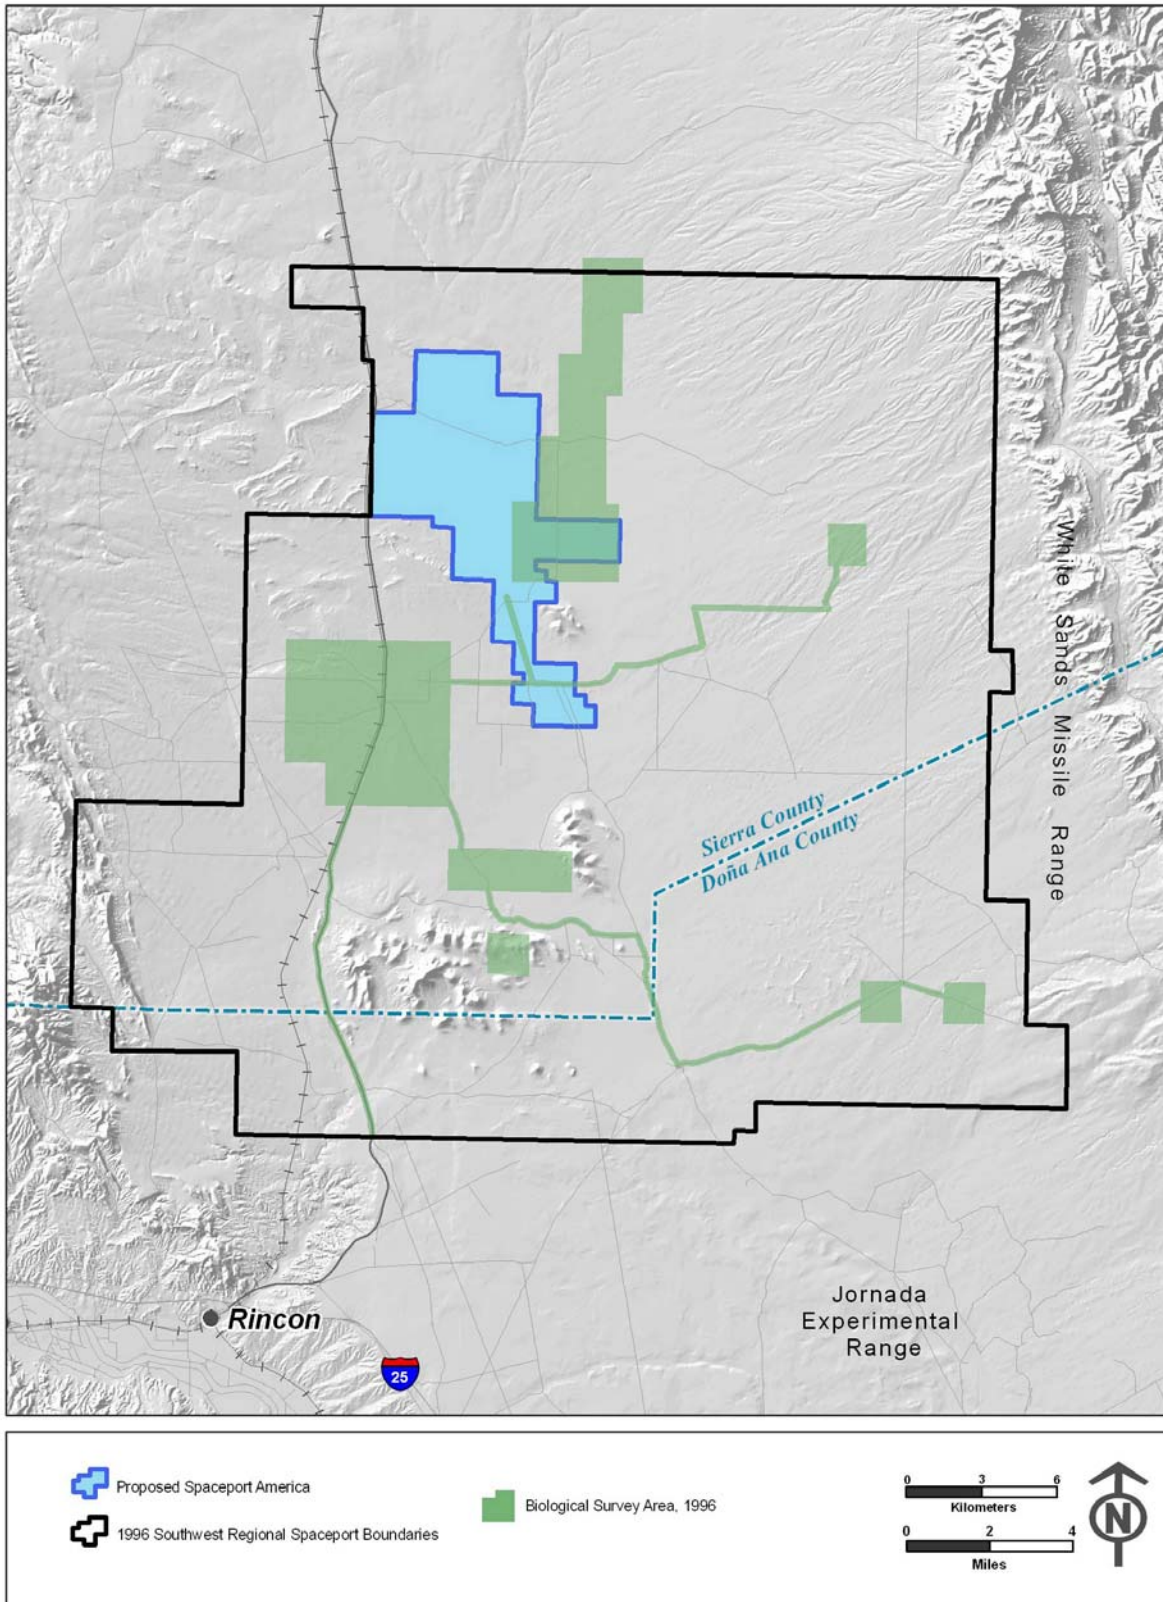 White Sands Missile Range
Sierra County
Doña Ana County
Jornada
Experimental
Range
Rincon
25
Proposed Spaceport America
1996 Southwest Regional Spaceport Boundaries
Biological Survey Area, 1996
0 3 6
Kilometers
0 2 4
Miles
N